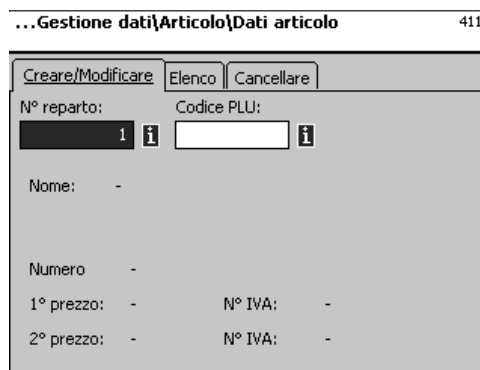 ...Gestione dati\Articolo\Dati articolo 411
Creare/Modificare Elenco Cancellare
N° reparto: Codice PLU:
1 i i
Nome: -
Numero -
1° prezzo: - N° IVA: -
2° prezzo: - N° IVA: -